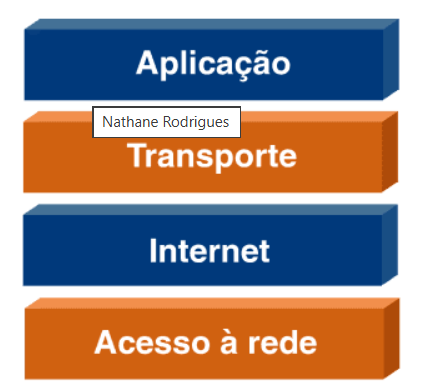 Aplicação
Nathane Rodrigues
Transporte
Internet
Acesso à rede